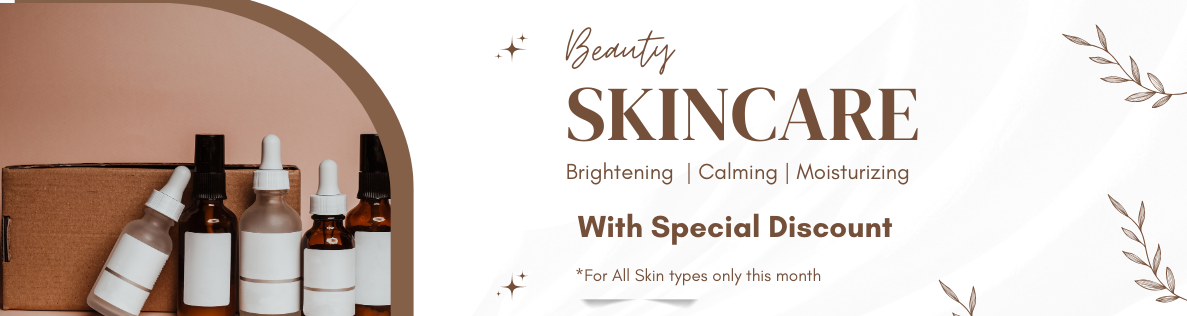 Beauty
SKINCARE
Brightening | Calming | Moisturizing
With Special Discount
*For All Skin types only this month